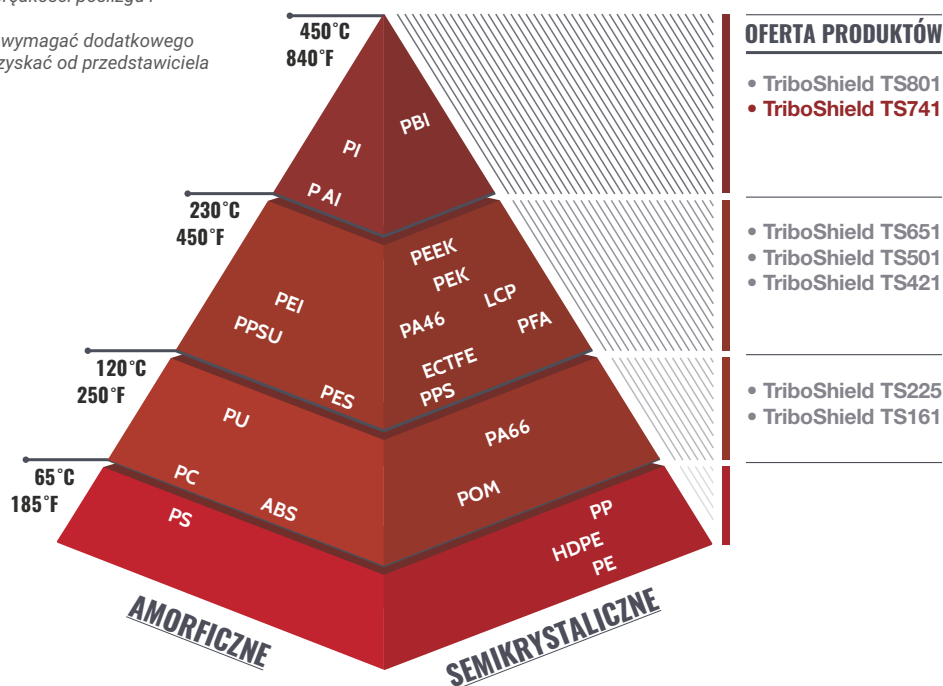 wymagać dodatkowego
zyskać od przedstawiciela
450°C
840°F
OFERTA PRODUKTÓW
• TriboShield TS801
• TriboShield TS741
PBI
PI
P AI
230°C
450°F
• TriboShield TS651
• TriboShield TS501
• TriboShield TS421
PEEK
PEK
LCP
PEI
PA46
PFA
PPSU
ECTFE
PPS
PES
120°C
250°F
• TriboShield TS225
• TriboShield TS161
PU
PA66
PC
POM
ABS
65°C
185°F
PS
PP
HDPE
PE
AMORFICZNE
SEMIKRYSTALICZNE